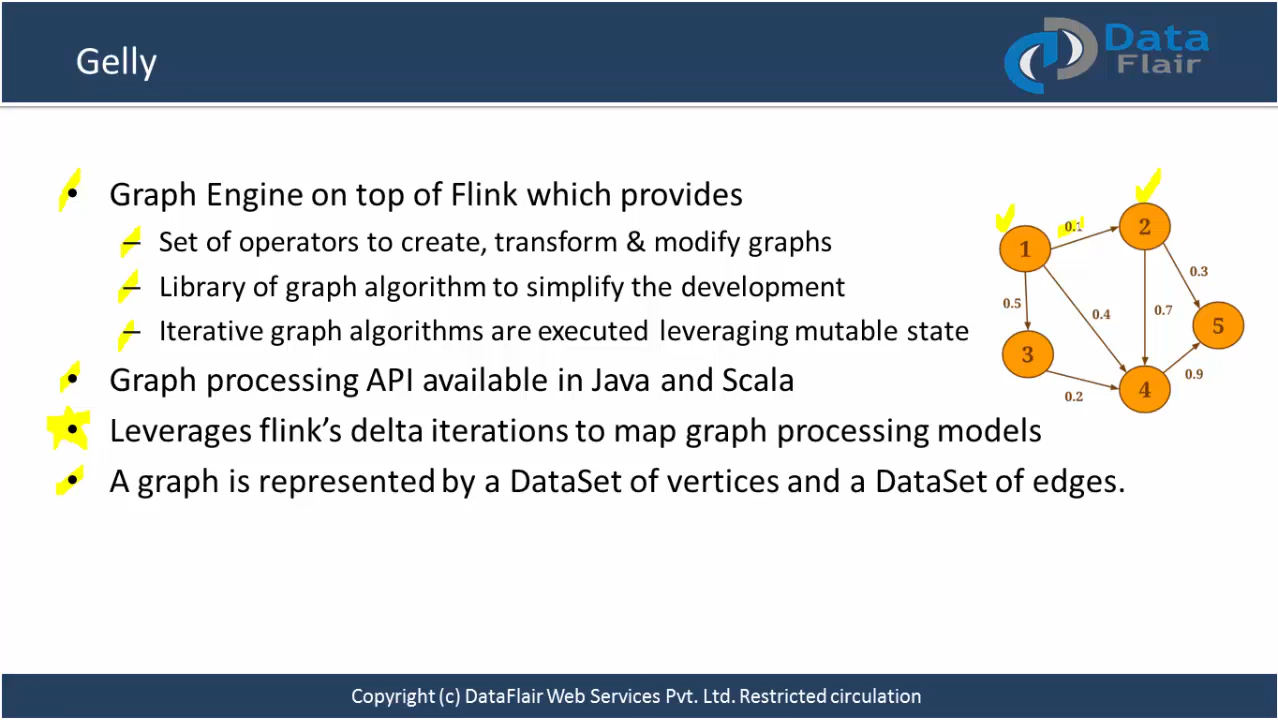 Gelly
Data
Flair
• Graph Engine on top of Flink which provides
– Set of operators to create, transform & modify graphs
– Library of graph algorithm to simplify the development
– Iterative graph algorithms are executed leveraging mutable state
• Graph processing API available in Java and Scala
• Leverages flink's delta iterations to map graph processing models
• A graph is represented by a DataSet of vertices and a DataSet of edges.
1
0.1
2
0.3
0.5
0.4
0.7
5
3
0.2
4
0.9
Copyright (c) DataFlair Web Services Pvt. Ltd. Restricted circulation